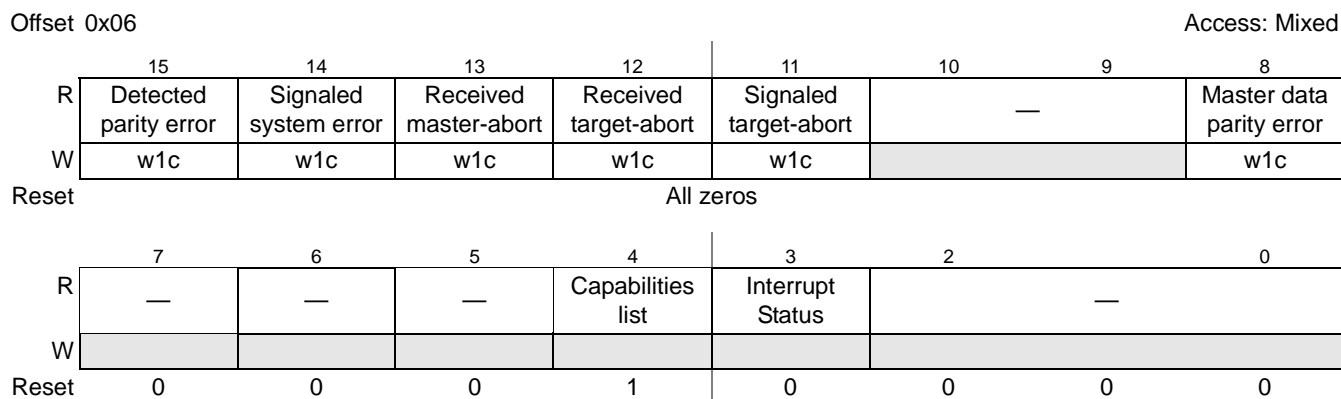 Offset 0x06 Access: Mixed
15 14 13 12 11 10 9 8
R Detected parity error Signaled system error Received master-abort Received target-abort Signaled target-abort — Master data parity error
W w1c w1c w1c w1c w1c w1c
Reset All zeros
7 6 5 4 3 2 0
R — — — Capabilities list Interrupt Status —
W
Reset 0 0 0 1 0 0 0 0